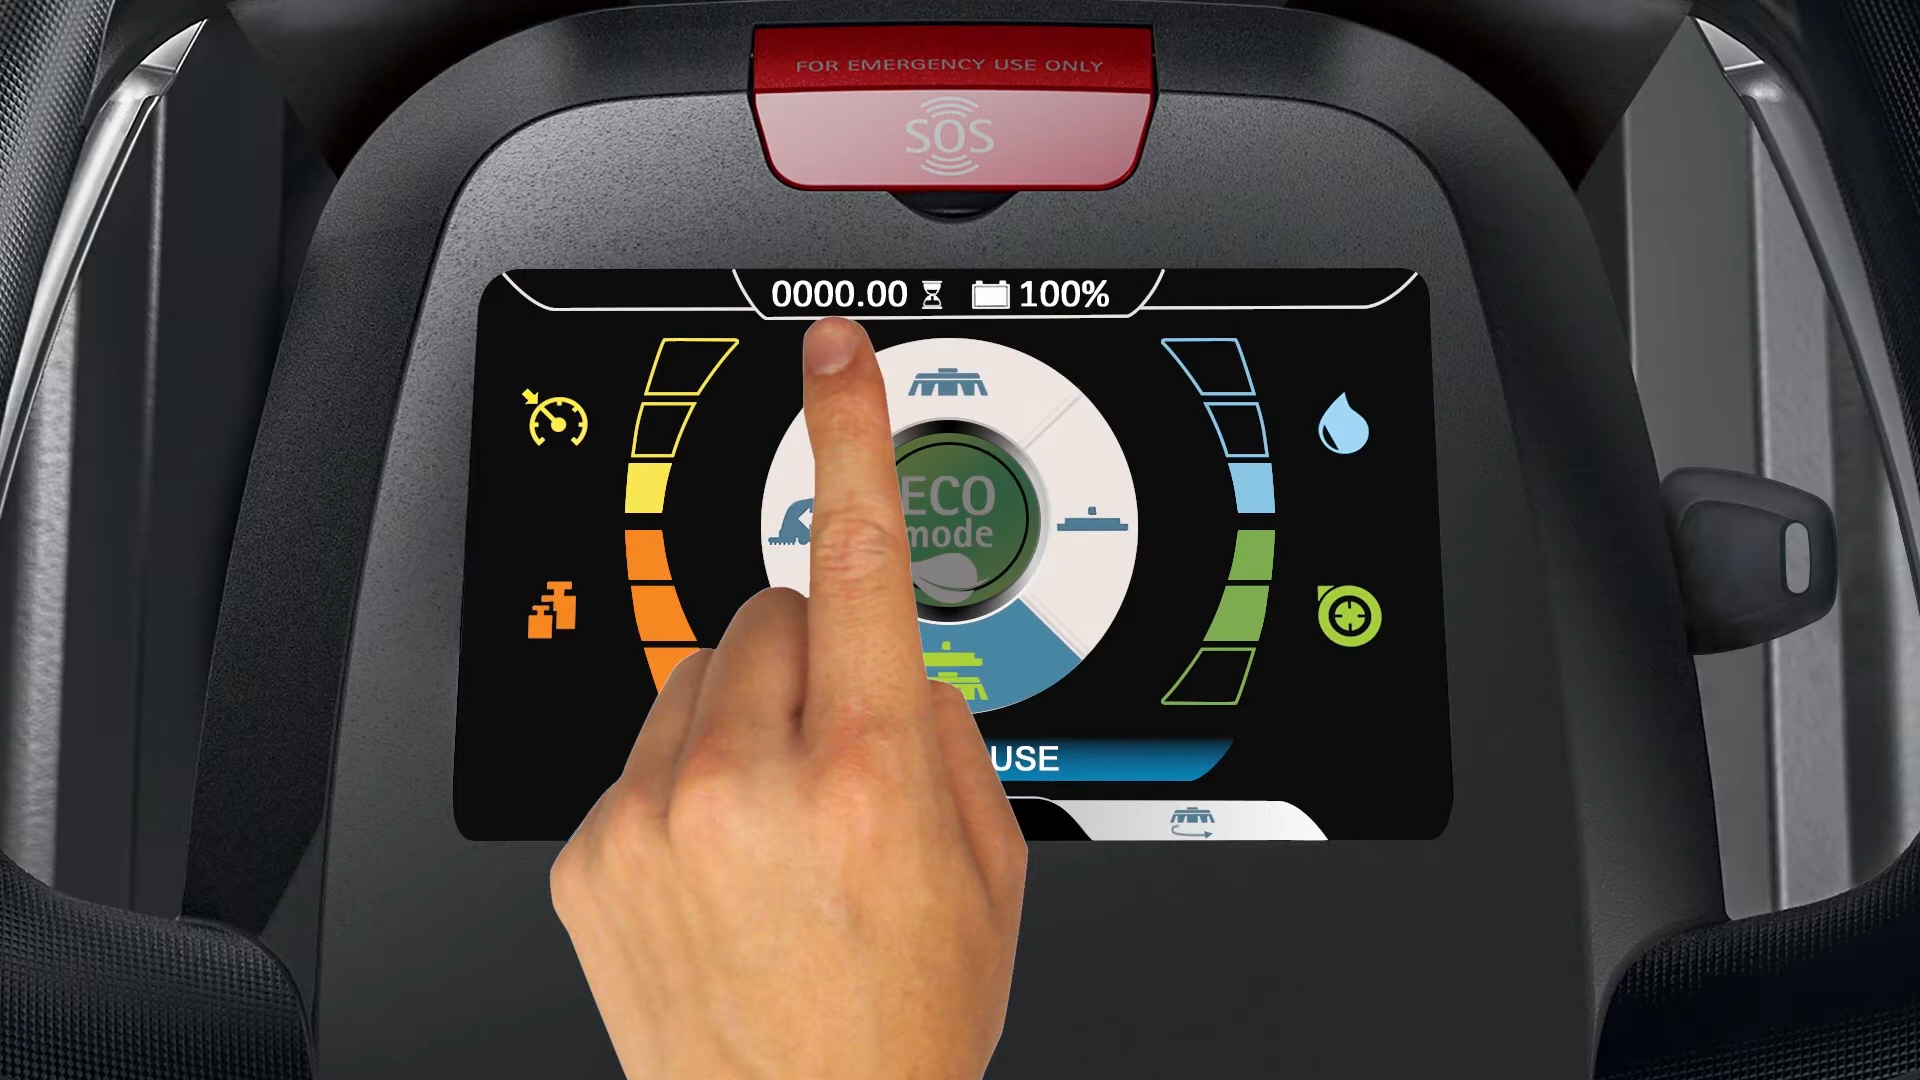 FOR EMERGENCY USE ONLY
SOS
0000.00 100%
ECO
mode
USE